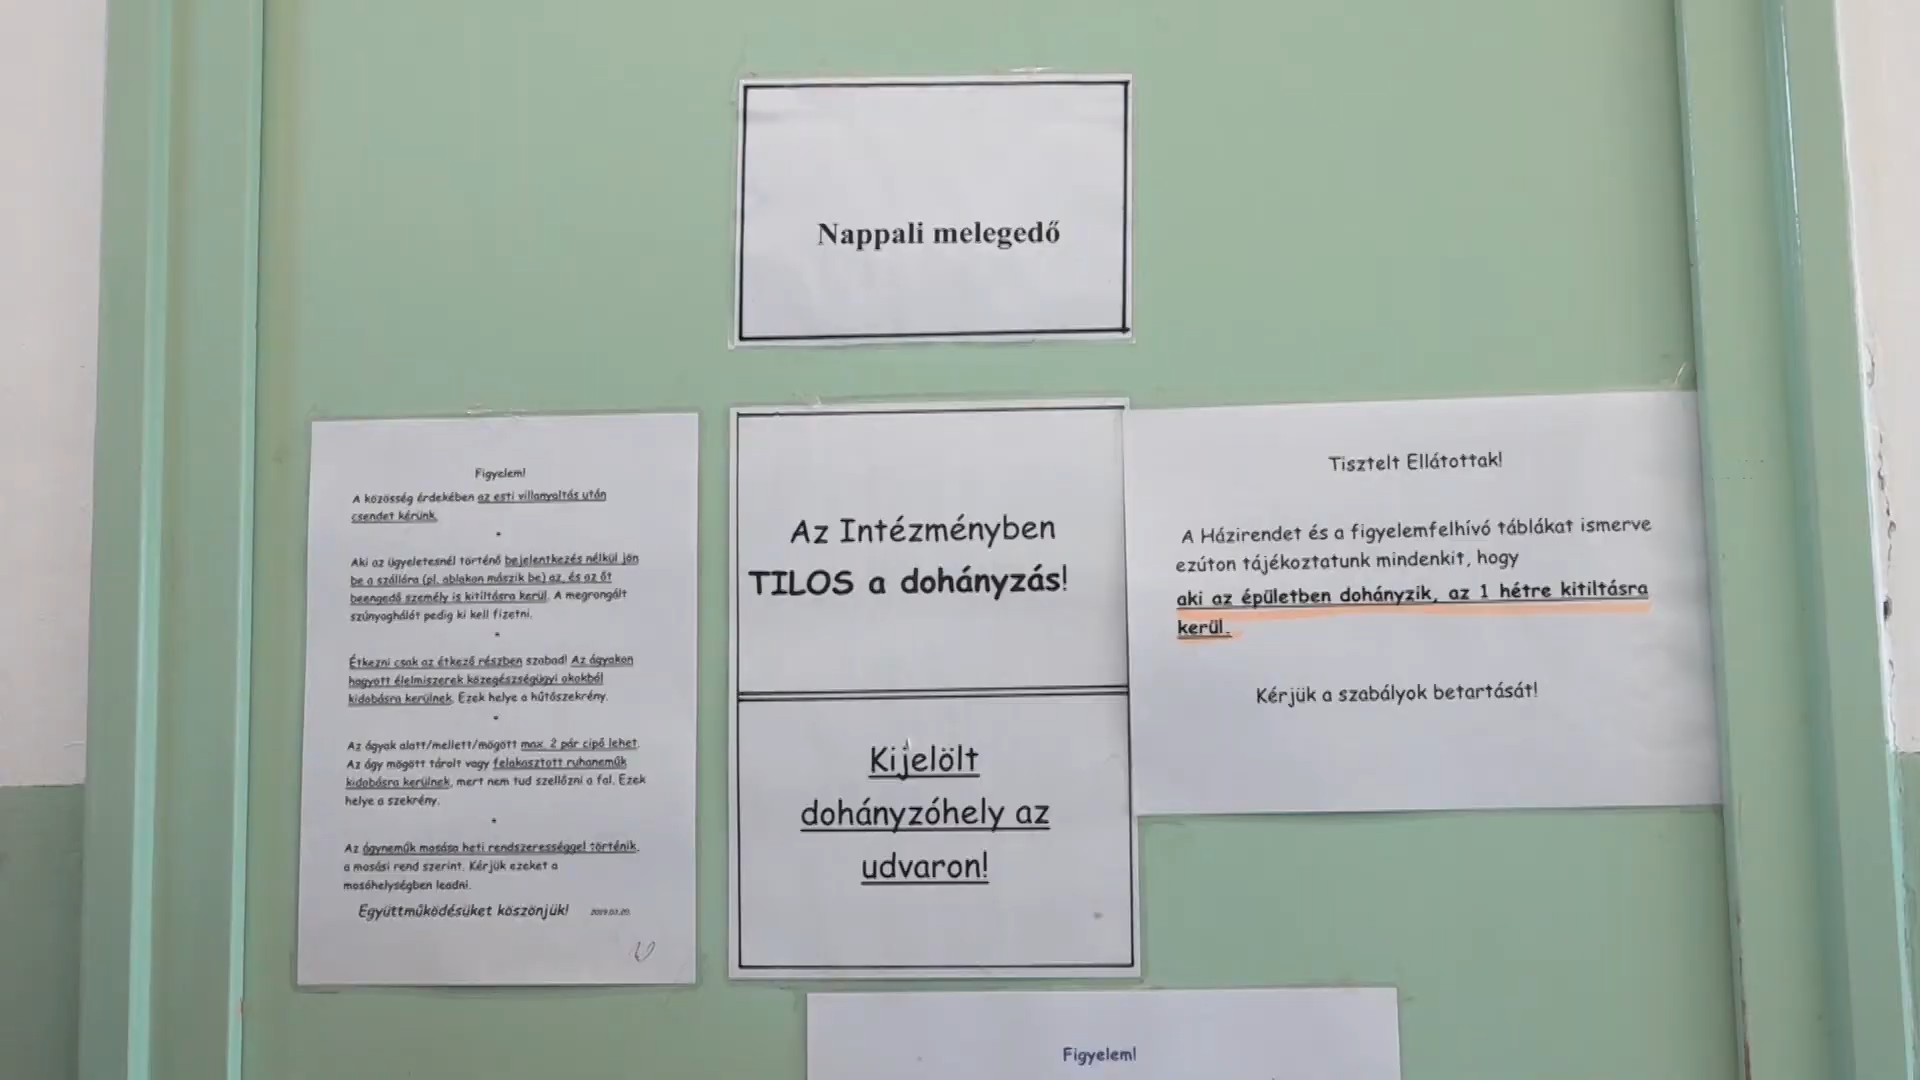 Nappali melegedő
Figyelem!
A közösség érdekében az esti villanyoltás után
csendet kérünk.
*
Aki az ügyeletesnél történő bejelentkezés nélkül jön
be a szállóra (pl. ablakon mászik be) az, és az őt
beengedő személy is kitiltásra kerül. A megrongált
szúnyoghálót pedig ki kell fizetni.
*
Étkezni csak az étkező részben szabad! Az ágyakon
hagyott élelmiszerek közegészségügyi okokból
kidobásra kerülnek. Ezek helye a hűtőszekrény.
*
Az ágyak alatt/mellett/mögött max. 2 pár cipő lehet.
Az ágy mögött tárolt vagy felakasztott ruhaneműk
kidobásra kerülnek, mert nem tud szellőzni a fal. Ezek
helye a szekrény.
*
Az ágyneműk mosása heti rendszerességgel történik,
a mosási rend szerint. Kérjük ezeket a
mosóhelységben leadni.
Együttműködésüket köszönjük!
Az Intézményben
TILOS a dohányzás!
Kijelölt
dohányzóhely az
udvaron!
Tisztelt Ellátottak!
A Házirendet és a figyelemfelhívó táblákat ismerve
ezúton tájékoztatunk mindenkit, hogy
aki az épületben dohányzik, az 1 hétre kitiltásra
kerül.
Kérjük a szabályok betartását!
Figyelem!